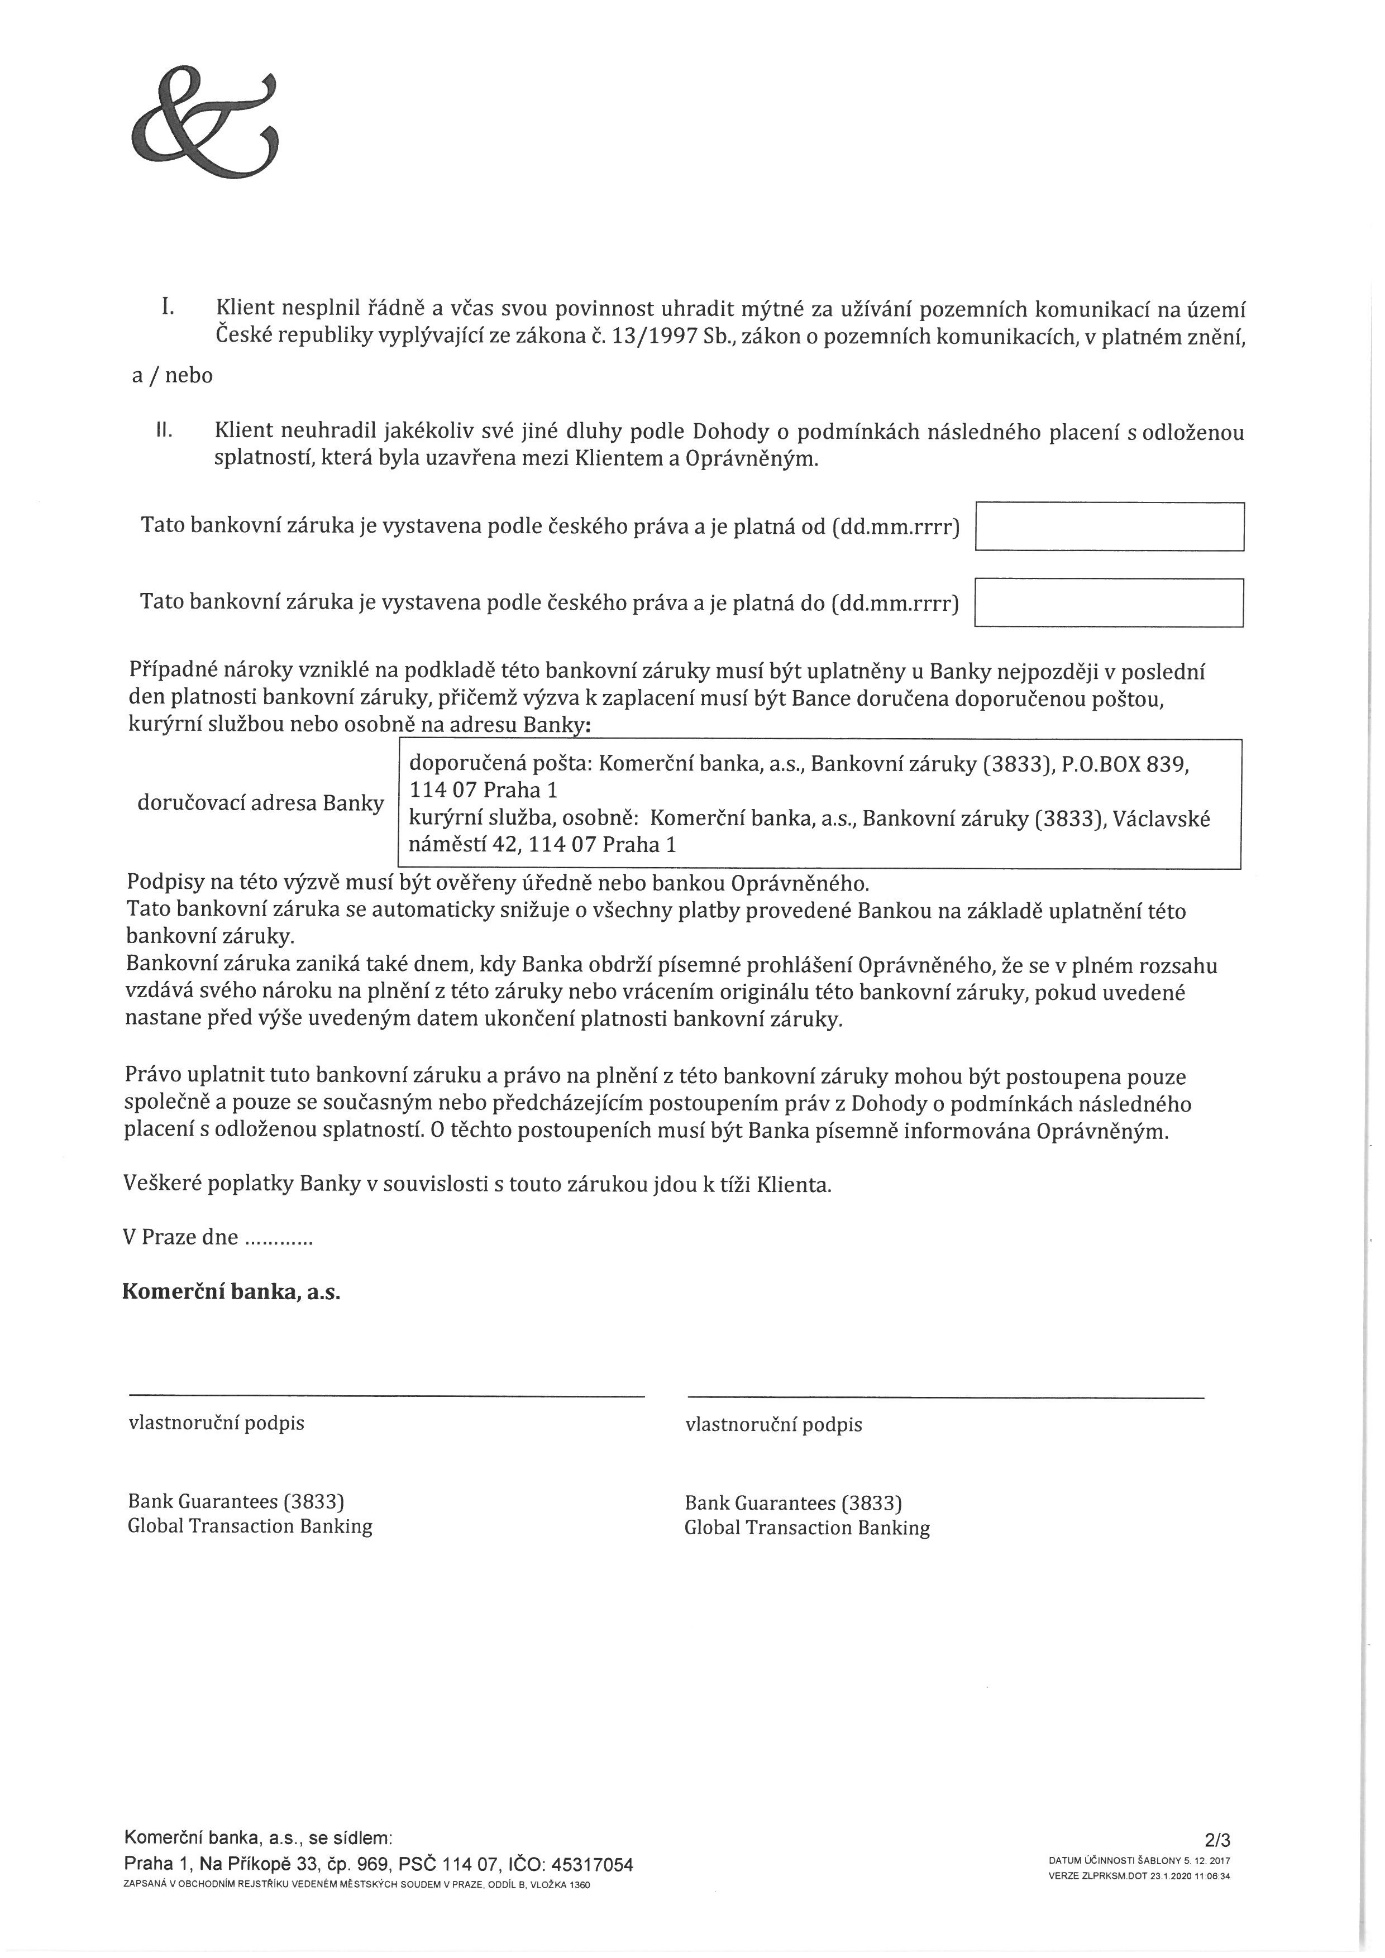 &
I. Klient nesplnil řádně a včas svou povinnost uhradit mýtné za užívání pozemních komunikací na území
České republiky vyplývající ze zákona č. 13/1997 Sb., zákon o pozemních komunikacích, v platném znění,
a / nebo
II. Klient neuhradil jakékoliv své jiné dluhy podle Dohody o podmínkách následného placení s odloženou
splatností, která byla uzavřena mezi Klientem a Oprávněným.
Tato bankovní záruka je vystavena podle českého práva a je platná od (dd.mm.rrrr)
Tato bankovní záruka je vystavena podle českého práva a je platná do (dd.mm.rrrr)
Případné nároky vzniklé na podkladě této bankovní záruky musí být uplatněny u Banky nejpozději v poslední
den platnosti bankovní záruky, přičemž výzva k zaplacení musí být Bance doručena doporučenou poštou,
kurýrní službou nebo osobně na adresu Banky:
doručovací adresa Banky
doporučená pošta: Komerční banka, a.s., Bankovní záruky (3833), P.O.BOX 839,
114 07 Praha 1
kurýrní služba, osobně: Komerční banka, a.s., Bankovní záruky (3833), Václavské
náměstí 42, 114 07 Praha 1
Podpisy na této výzvě musí být ověřeny úředně nebo bankou Oprávněného.
Tato bankovní záruka se automaticky snižuje o všechny platby provedené Bankou na základě uplatnění této
bankovní záruky.
Bankovní záruka zaniká také dnem, kdy Banka obdrží písemné prohlášení Oprávněného, že se v plném rozsahu
vzdává svého nároku na plnění z této záruky nebo vrácením originálu této bankovní záruky, pokud uvedené
nastane před výše uvedeným datem ukončení platnosti bankovní záruky.
Právo uplatnit tuto bankovní záruku a právo na plnění z této bankovní záruky mohou být postoupena pouze
společně a pouze se současným nebo předcházejícím postoupením práv z Dohody o podmínkách následného
placení s odloženou splatností. O těchto postoupeních musí být Banka písemně informována Oprávněným.
Veškeré poplatky Banky v souvislosti s touto zárukou jdou k tíži Klienta.
V Praze dne ............
Komerční banka, a.s.
vlastnoruční podpis
vlastnoruční podpis
Bank Guarantees (3833)
Global Transaction Banking
Bank Guarantees (3833)
Global Transaction Banking
Komerční banka, a.s., se sídlem:
Praha 1, Na Příkopě 33, čp. 969, PSČ 114 07, IČO: 45317054
ZAPSANÁ V OBCHODNÍM REJSTŘÍKU VEDENÉM MĚSTSKÝCH SOUDEM V PRAZE, ODDÍL B, VLOŽKA 1360
2/3
DATUM ÚČINNOSTI ŠABLONY 5. 12. 2017
VERZE ZLPRKSM.DOT 23.1.2020 11:06:34